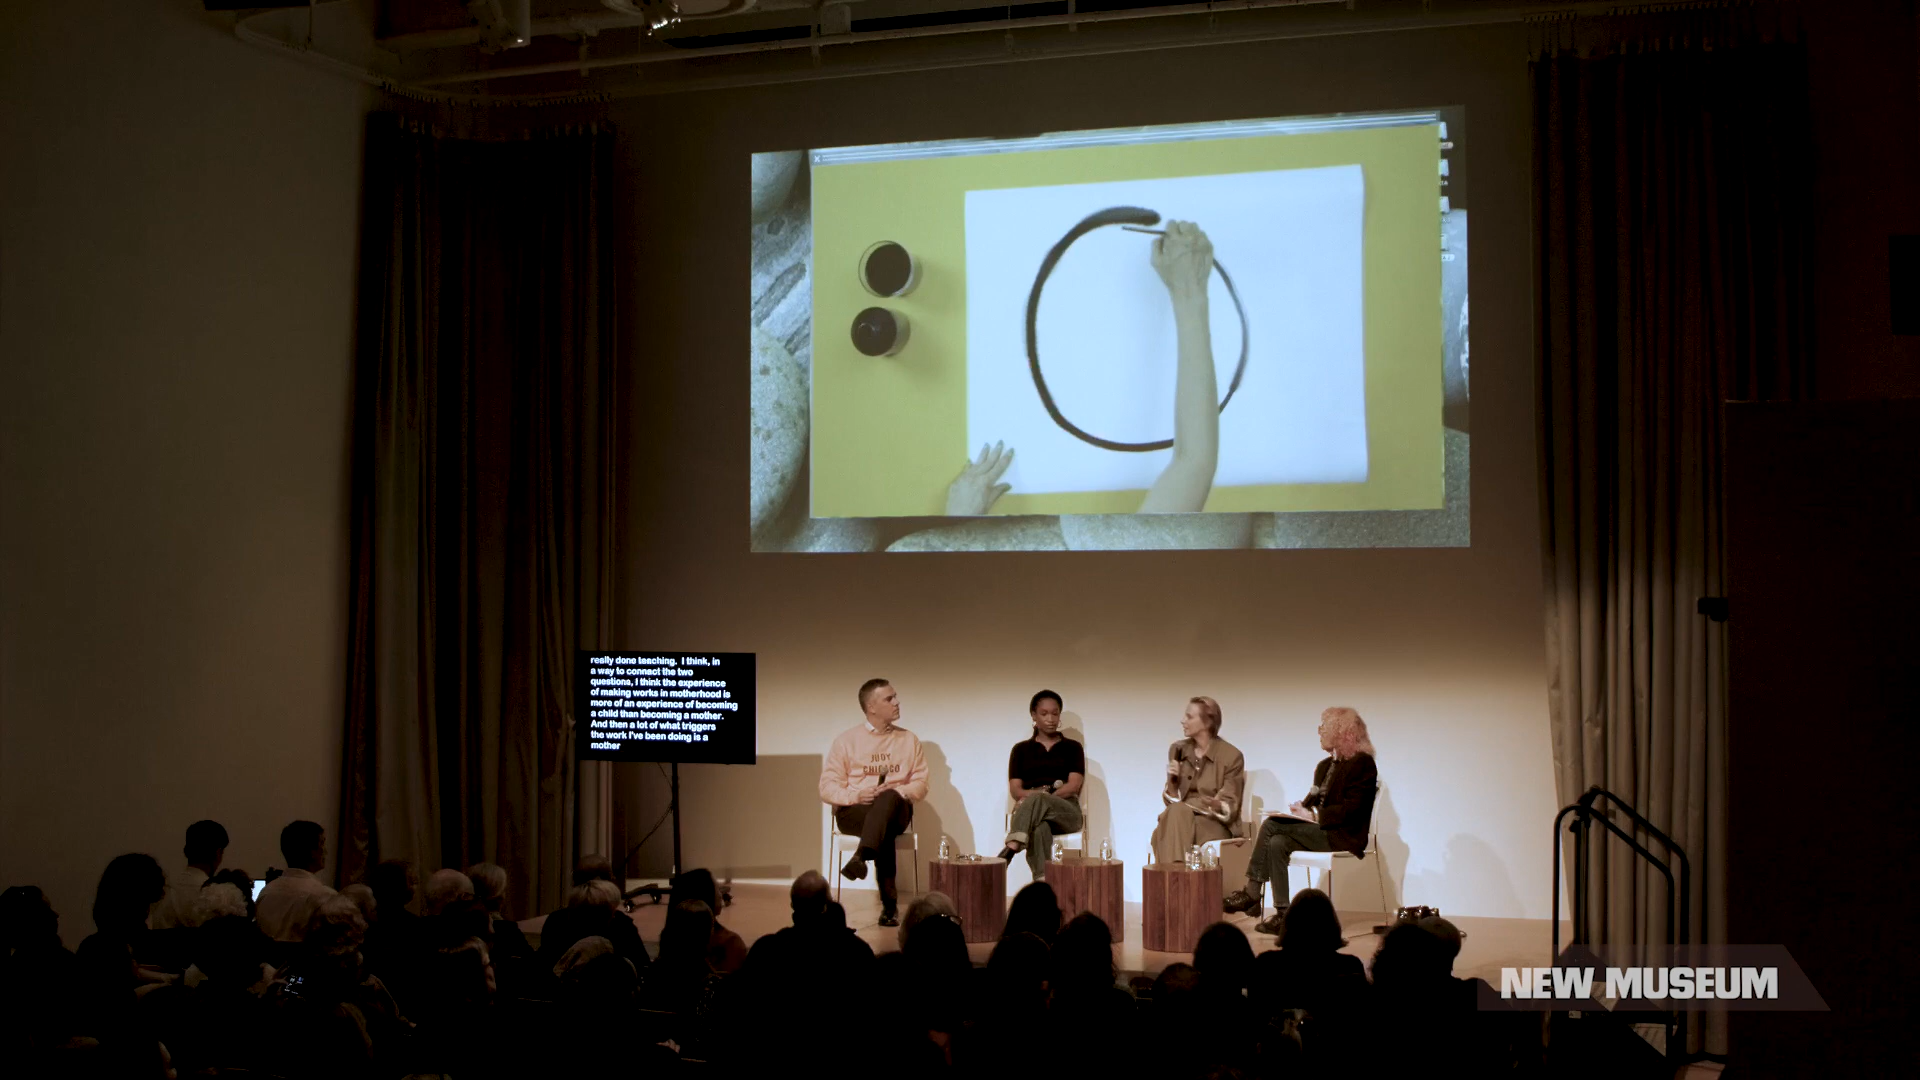 really done teaching.  I think, in
a way to connect the two
questions, I think the experience
of making works in motherhood is
more of an experience of becoming
a child than becoming a mother.
And then a lot of what triggers
the work I've been doing is a
mother
JUDY
CHICAGO
NEW MUSEUM